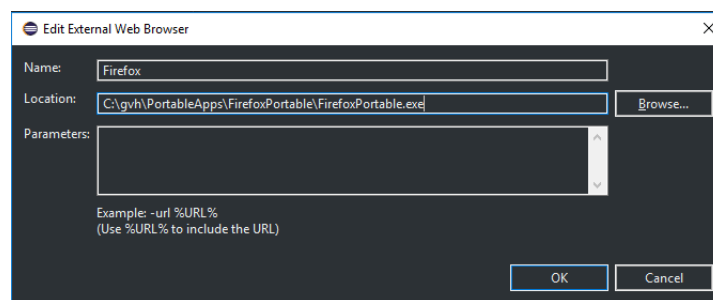 Edit External Web Browser
Name: Firefox
Location: C:\gvh\PortableApps\FirefoxPortable\FirefoxPortable.exe Browse...
Parameters:
Example: -url %URL%
(Use %URL% to include the URL)
OK Cancel